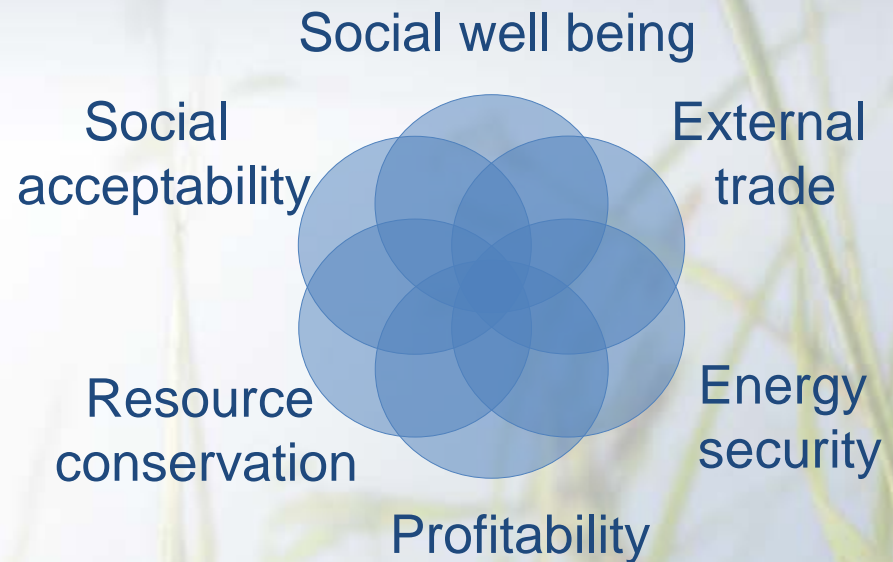 Social well being
Social
acceptability
External
trade
Resource
conservation
Energy
security
Profitability